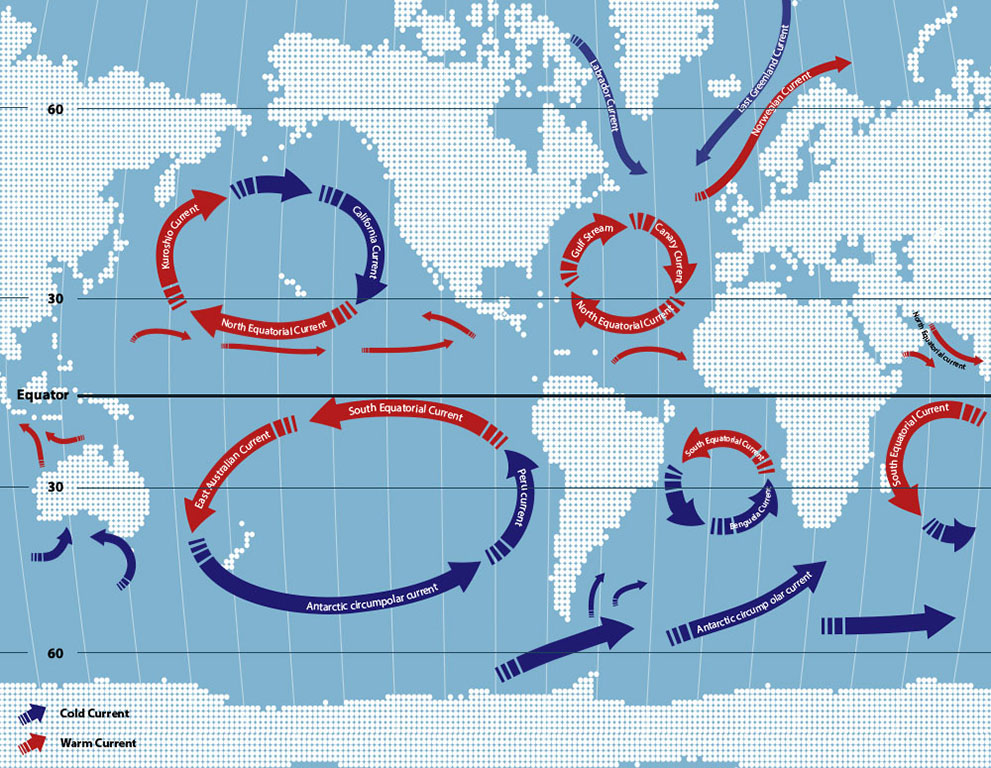 Labrador Current
East Greenland Current
Norwegian Current
60
Kuroshio Current
California Current
Gulf Stream
Canary Current
30
North Equatorial Current
North Equatorial Current
North Equatorial current
Equator
South Equatorial Current
East Australian Current
Peru current
South Equatorial Current
South Equatorial Current
30
Benguela Current
Antarctic circumpolar current
Antarctic circump olar current
60
Cold Current
Warm Current